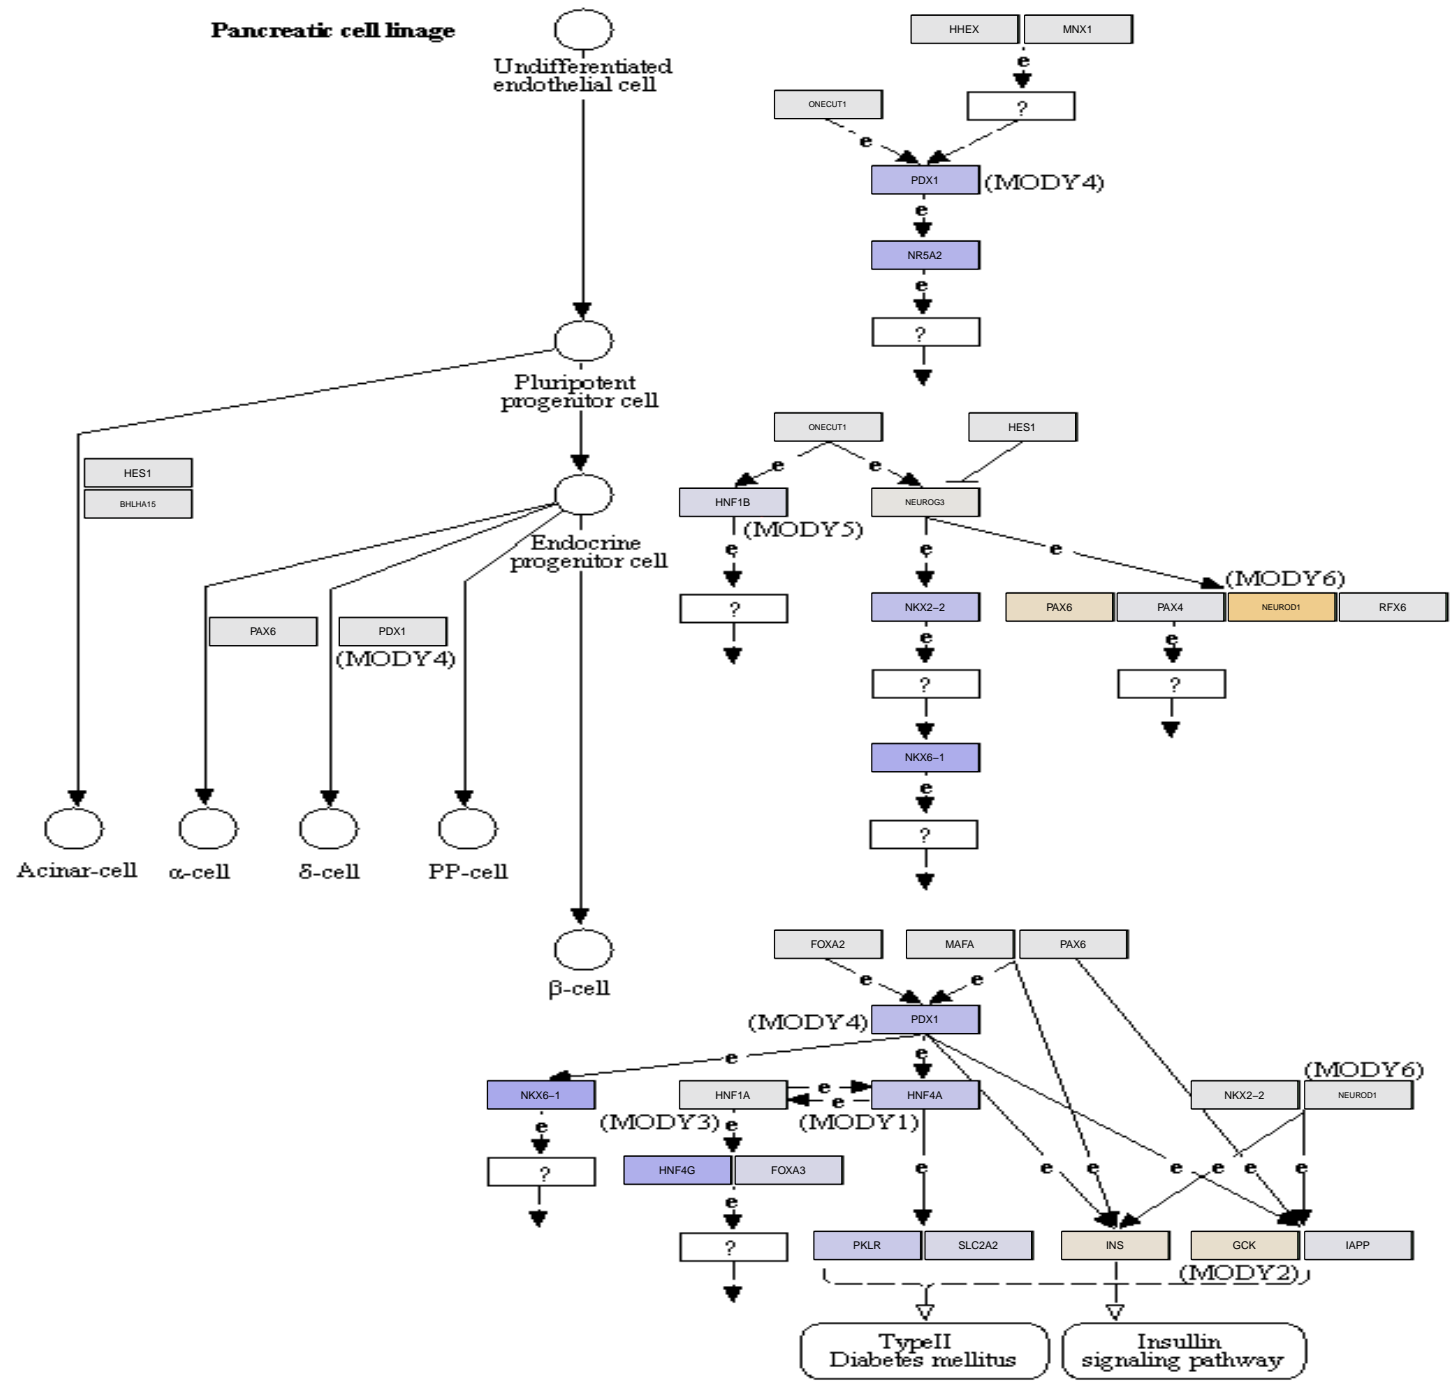 Pancreatic cell linage
HHEX
MNX1
e
Undifferentiated
endothelial cell
ONECUT1
?
e
PDX1
(MODY4)
e
NR5A2
e
?
Pluripotent
progenitor cell
ONECUT1
HES1
e
e
HES1
BHLHA15
HNF1B
NEUROG3
(MODY5)
Endocrine
progenitor cell
e
e
e
(MODY6)
?
NKX2−2
PAX6
PAX4
NEUROD1
RFX6
PAX6
PDX1
(MODY4)
e
e
?
?
NKX6−1
e
?
Acinar-cell
α-cell
δ-cell
PP-cell
FOXA2
MAFA
PAX6
β-cell
e
e
(MODY4)
PDX1
e
e
(MODY6)
NKX6−1
HNF1A
e
e
HNF4A
NKX2−2
NEUROD1
e
(MODY3)
e
(MODY1)
?
HNF4G
FOXA3
e
e
e
e
e
e
e
e
?
PKLR
SLC2A2
INS
GCK
IAPP
(MODY2)
TypeII
Diabetes mellitus
Insullin
signaling pathway